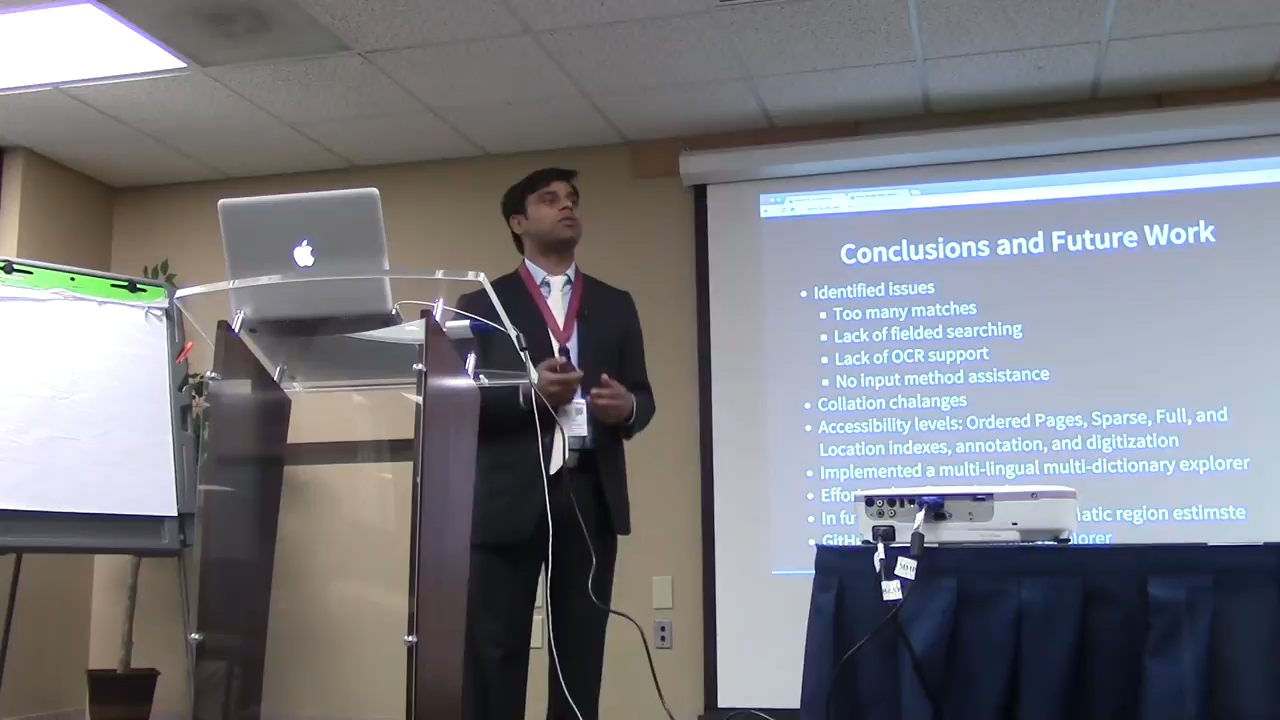 Conclusions and Future Work
• Identified issues
▪ Too many matches
▪ Lack of fielded searching
▪ Lack of OCR support
▪ No input method assistance
• Collation chalanges
• Accessibility levels: Ordered Pages, Sparse, Full, and
Location indexes, annotation, and digitization
• Implemented a multi-lingual multi-dictionary explorer
•
• In region estimste
•